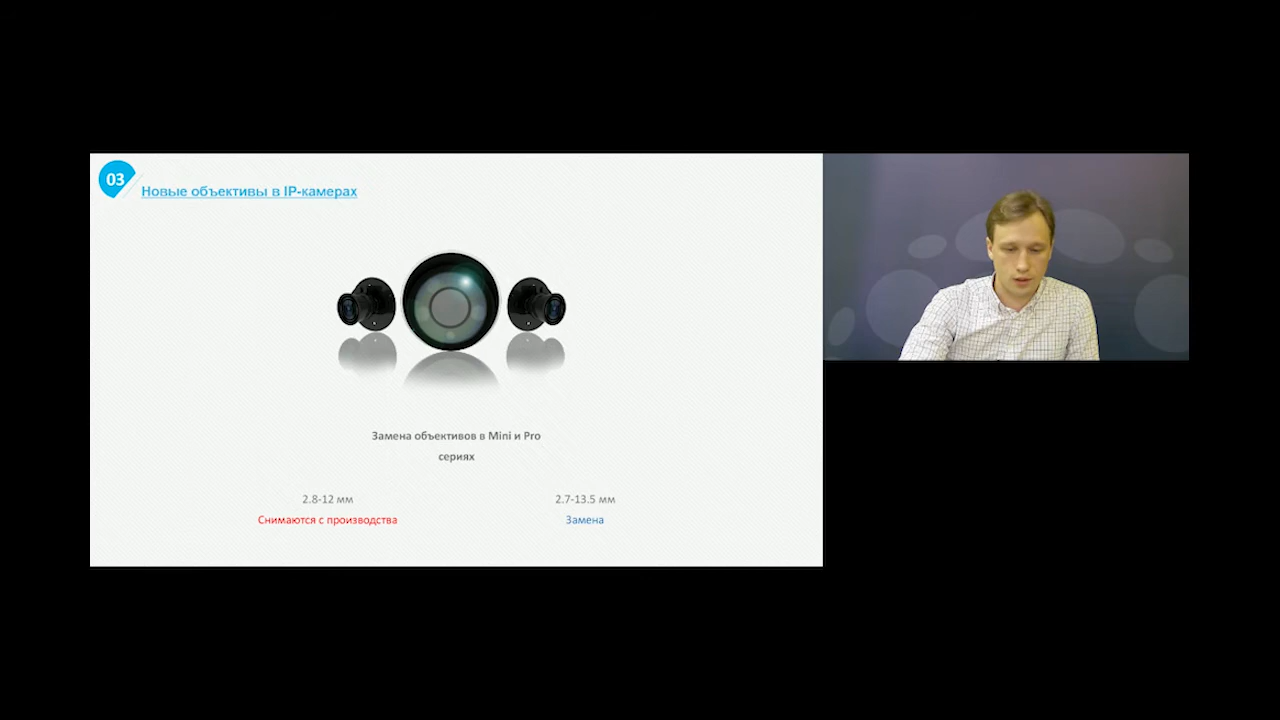 03
Новые объективы в IP-камерах
Замена объективов в Mini и Pro
сериях
2.8-12 мм
2.7-13.5 мм
Снимаются с производства
Замена